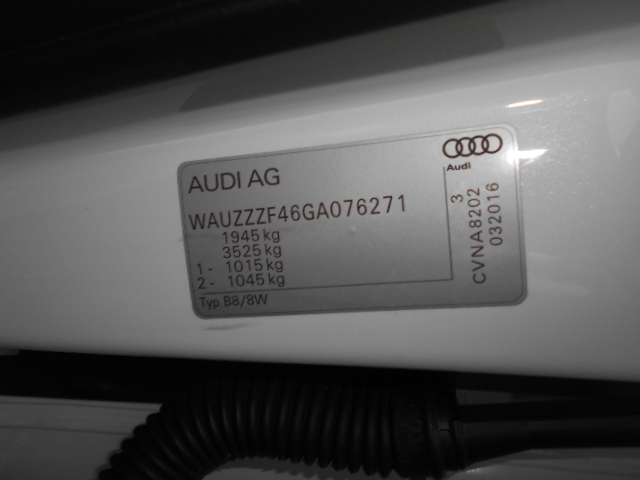 AUDI AG
Audi
WAUZZZF46GA076271
1945 kg
3525 kg
1- 1015 kg
2- 1045 kg
Typ B8/8W
3
CVNA8202
032016